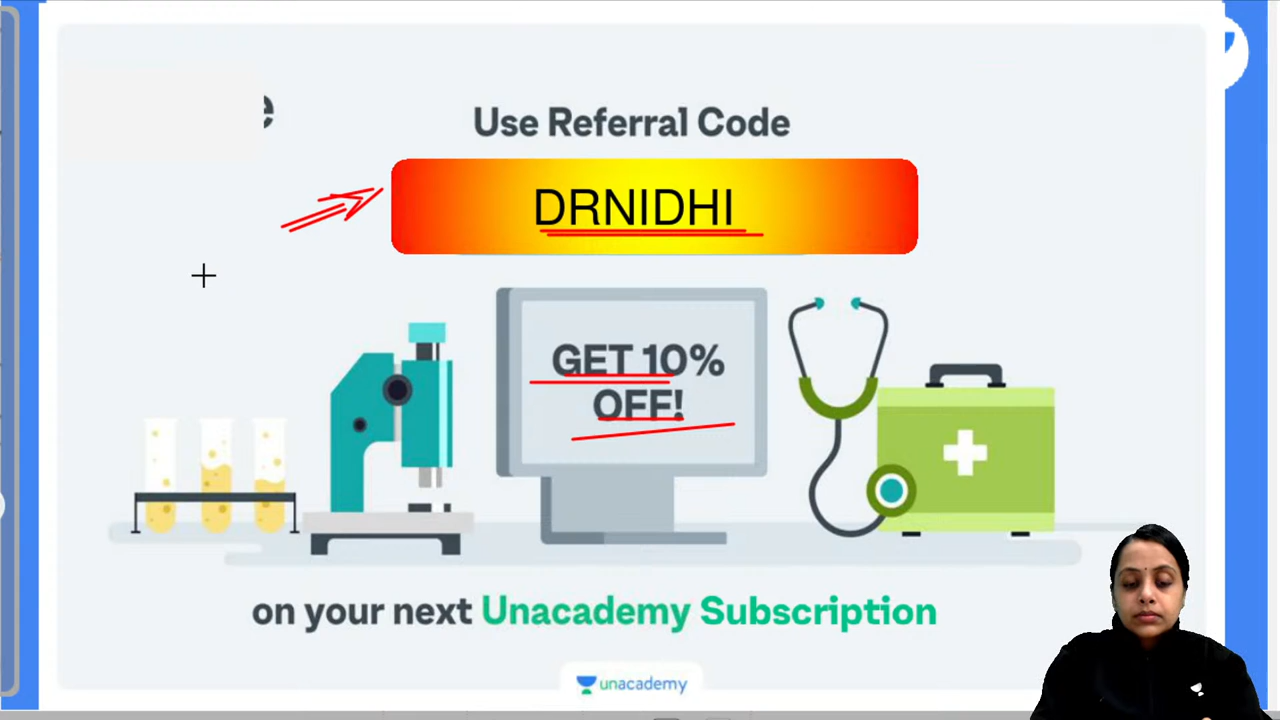 Use Referral Code
DRNIDHI
GET 10%
OFF!
on your next Unacademy Subscription
unacademy